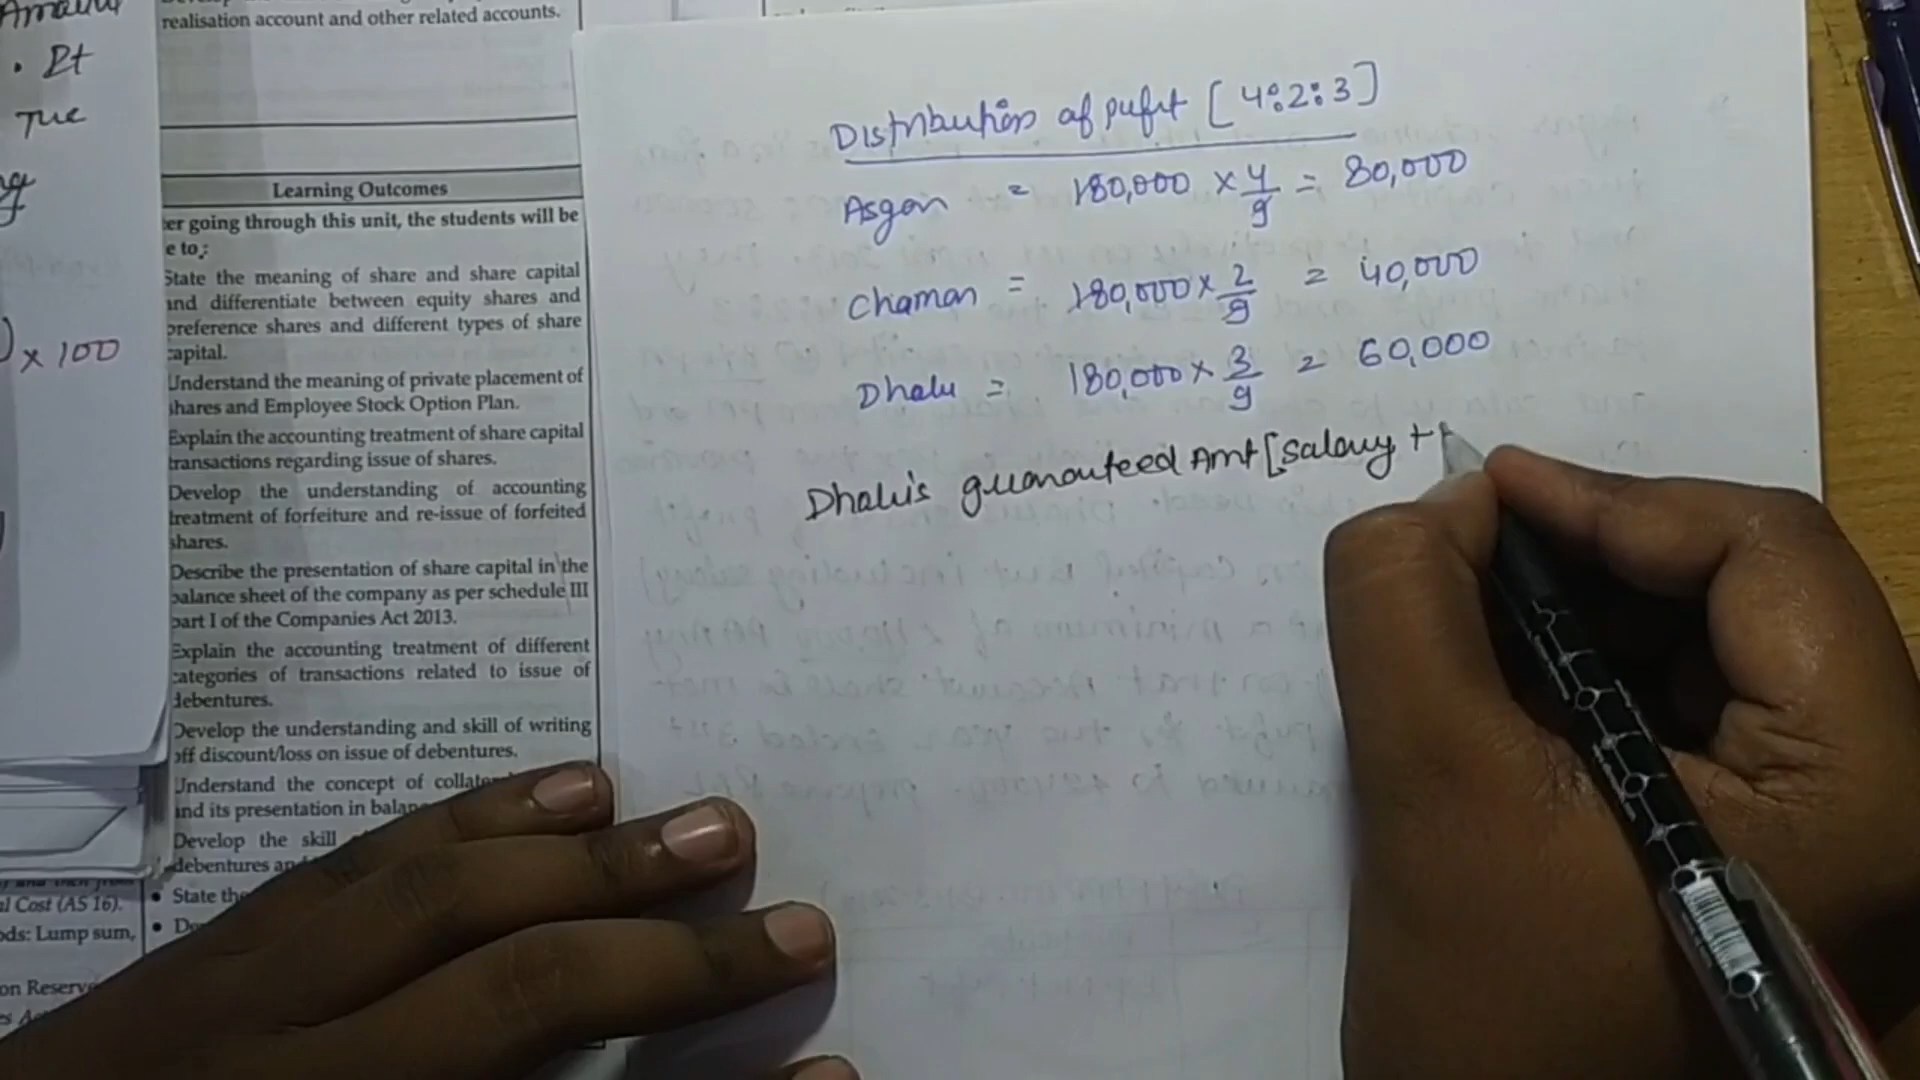 Amount
. It
The
x 100
realisation account and other related accounts.
Learning Outcomes
er going through this unit, the students will be
e to:
State the meaning of share and share capital
and differentiate between equity shares and
preference shares and different types of share
capital.
Understand the meaning of private placement of
shares and Employee Stock Option Plan.
Explain the accounting treatment of share capital
transactions regarding issue of shares.
Develop the understanding of accounting
treatment of forfeiture and re-issue of forfeited
shares.
Describe the presentation of share capital in the
balance sheet of the company as per schedule III
part I of the Companies Act 2013.
Explain the accounting treatment of different
categories of transactions related to issue of
debentures.
Develop the understanding and skill of writing
off discount/loss on issue of debentures.
Understand the concept of collate
and its presentation in balan
Develop the skill
debentures an
• State the
l Cost (AS 16).
ds: Lump sum,
on Reserve
Distribution of profit [4:2:3]
Asgar = 180,000 × 4/9 = 80,000
Chaman = 180,000 × 2/9 = 40,000
Dhalu = 180,000 × 3/9 = 60,000
Dhalu's guaranteed Amt [Salary +